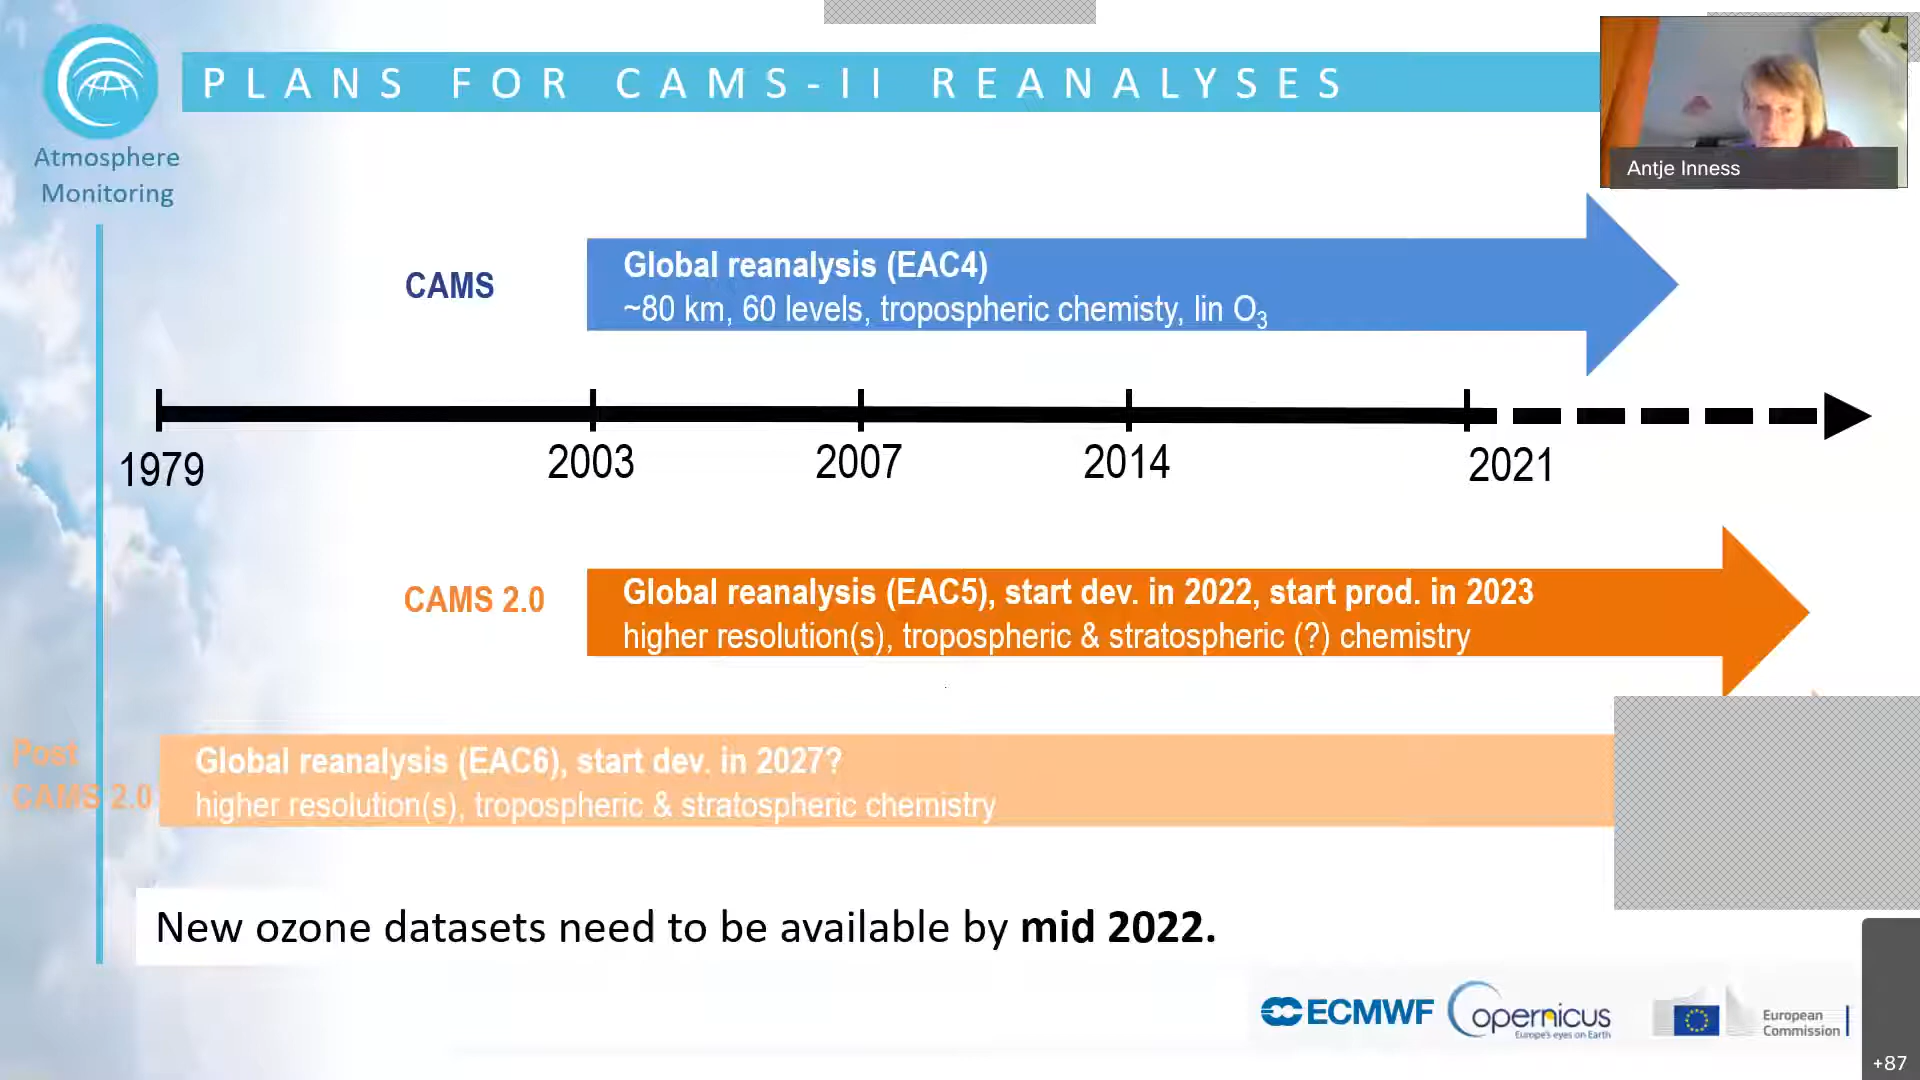 PLANS FOR CAMS-II REANALYSES
Atmosphere
Monitoring
Antje Inness
CAMS
Global reanalysis (EAC4)
~80 km, 60 levels, tropospheric chemisty, lin O3
1979
2003
2007
2014
2021
CAMS 2.0
Global reanalysis (EAC5), start dev. in 2022, start prod. in 2023
higher resolution(s), tropospheric & stratospheric (?) chemistry
Post
CAMS 2.0
Global reanalysis (EAC6), start dev. in 2027?
higher resolution(s), tropospheric & stratospheric chemistry
New ozone datasets need to be available by mid 2022.
ECMWF
Copernicus
Europe's eyes on Earth
European
Commission
+87